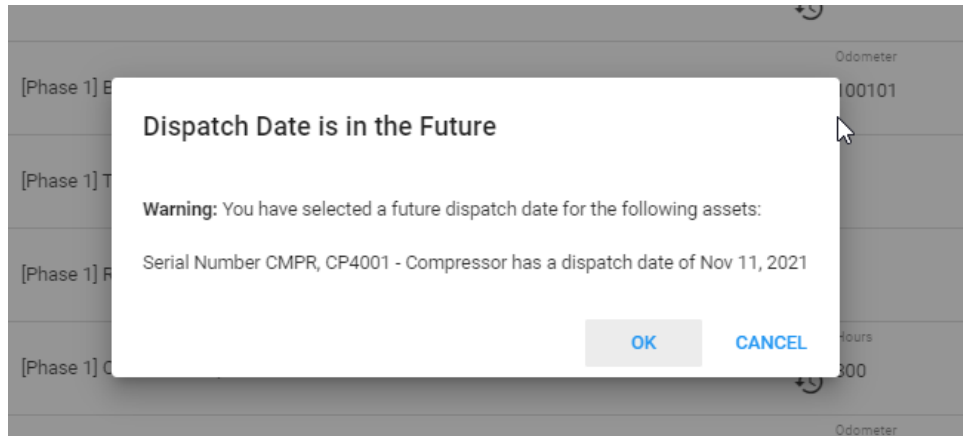 Odometer
[Phase 1]
100101
Dispatch Date is in the Future
[Phase 1]
Warning: You have selected a future dispatch date for the following assets:
Serial Number CMPR, CP4001 - Compressor has a dispatch date of Nov 11, 2021
[Phase 1]
OK CANCEL
Hours
[Phase 1]
300
Odometer